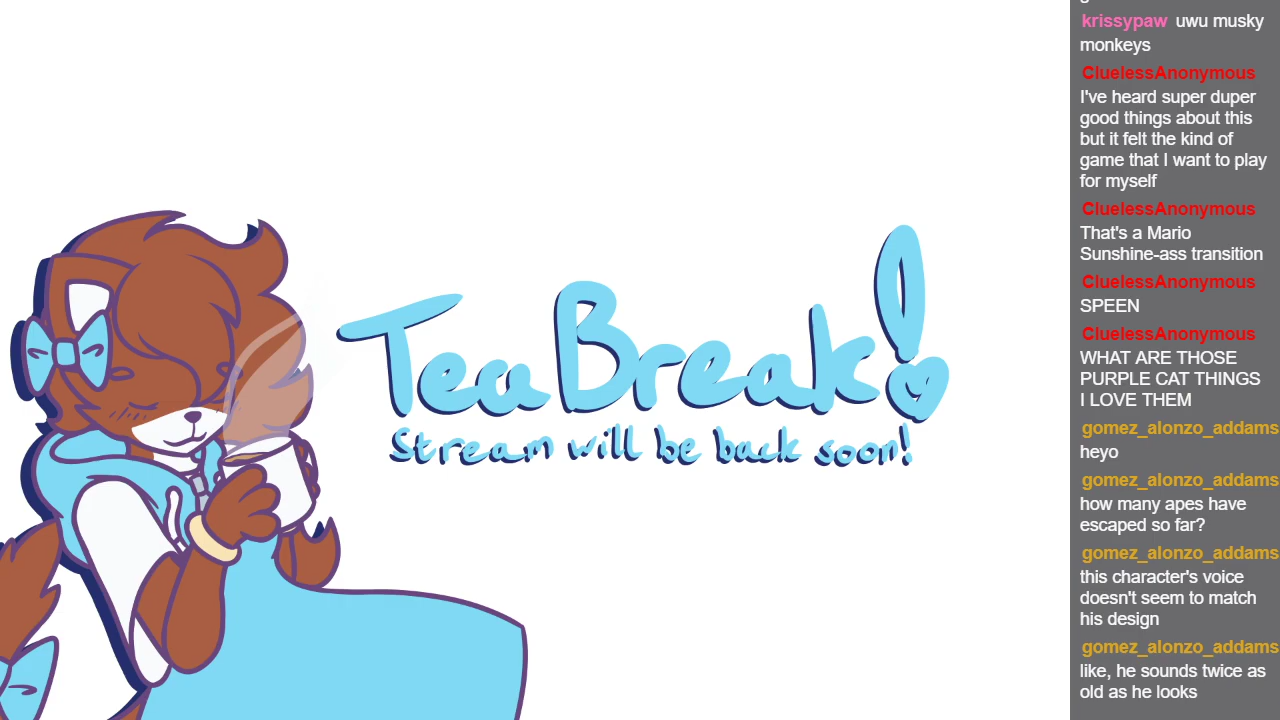 Tea Break!
Stream will be back soon!
krissypaw uwu musky
monkeys
CluelessAnonymous
I've heard super duper
good things about this
but it felt the kind of
game that I want to play
for myself
CluelessAnonymous
That's a Mario
Sunshine-ass transition
CluelessAnonymous
SPEEN
CluelessAnonymous
WHAT ARE THOSE
PURPLE CAT THINGS
I LOVE THEM
gomez_alonzo_addams
heyo
gomez_alonzo_addams
how many apes have
escaped so far?
gomez_alonzo_addams
this character's voice
doesn't seem to match
his design
gomez_alonzo_addams
like, he sounds twice as
old as he looks